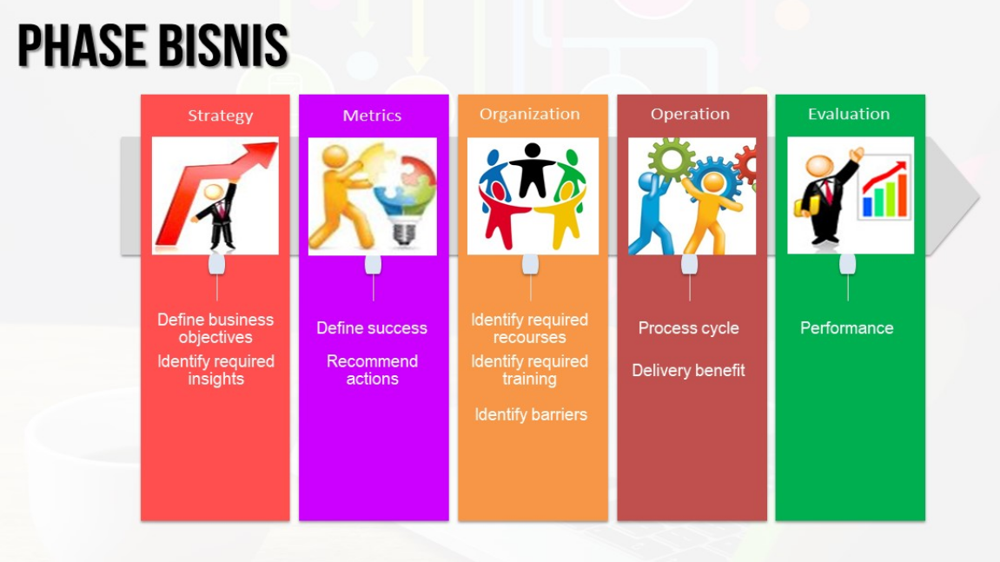 PHASE BISNIS
Strategy
Define business
objectives
Identify required
insights
Metrics
Define success
Recommend
actions
Organization
Identify required
recourses
Identify required
training
Identify barriers
Operation
Process cycle
Delivery benefit
Evaluation
Performance